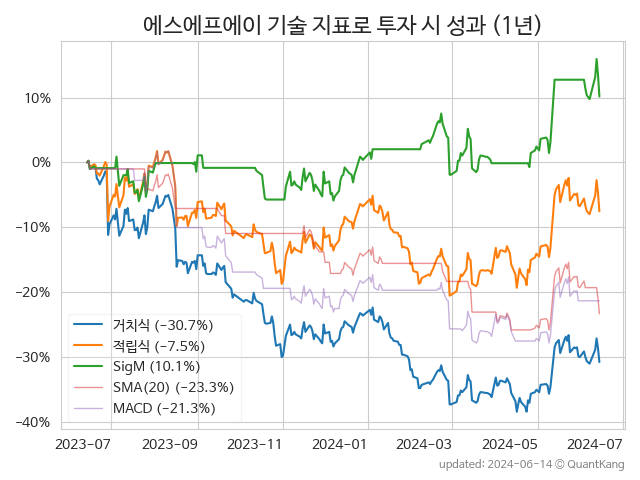 에스에프에이 기술 지표로 투자 시 성과 (1년)
10%
0%
−10%
−20%
−30%
−40%
거치식 (−30.7%)
적립식 (−7.5%)
SigM (10.1%)
SMA(20) (−23.3%)
MACD (−21.3%)
2023−07 2023−09 2023−11 2024−01 2024−03 2024−05 2024−07
updated: 2024−06−14 ⓒ QuantKang